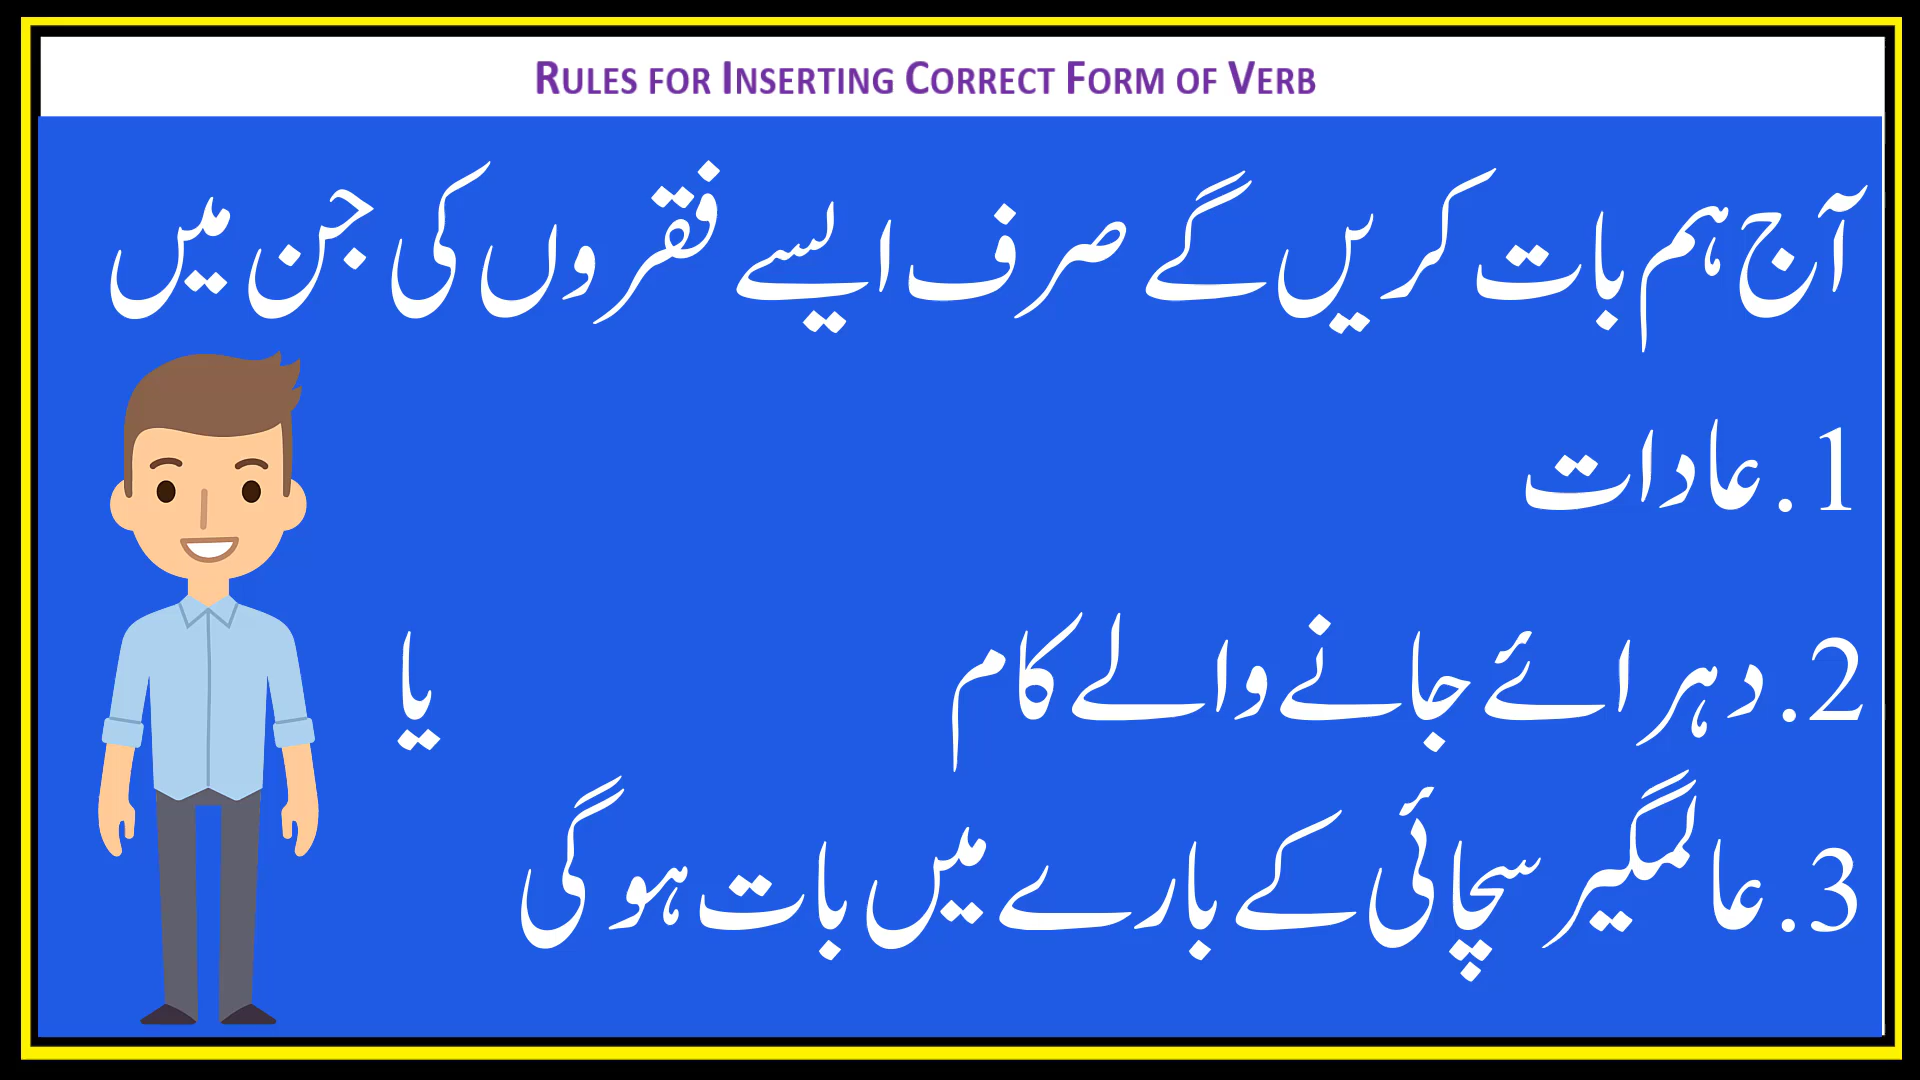 RULES FOR INSERTING CORRECT FORM OF VERB
آج ہم بات کریں گے صرف ایسے فقروں کی جن میں
1. عادات
2. دہرائے جانے والے کام یا
3. عالمگیر سچائی کے بارے میں بات ہو گی